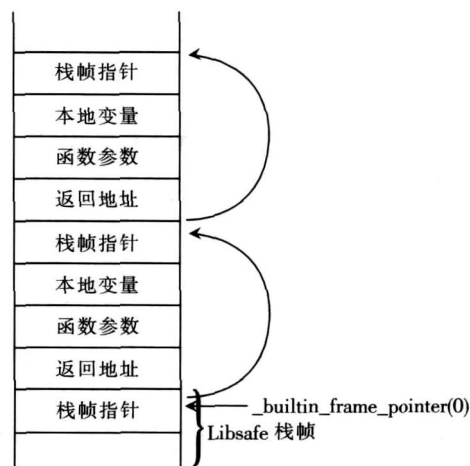 栈帧指针
本地变量
函数参数
返回地址
栈帧指针
本地变量
函数参数
返回地址
栈帧指针
_builtin_frame_pointer(0)
Libsafe 栈帧